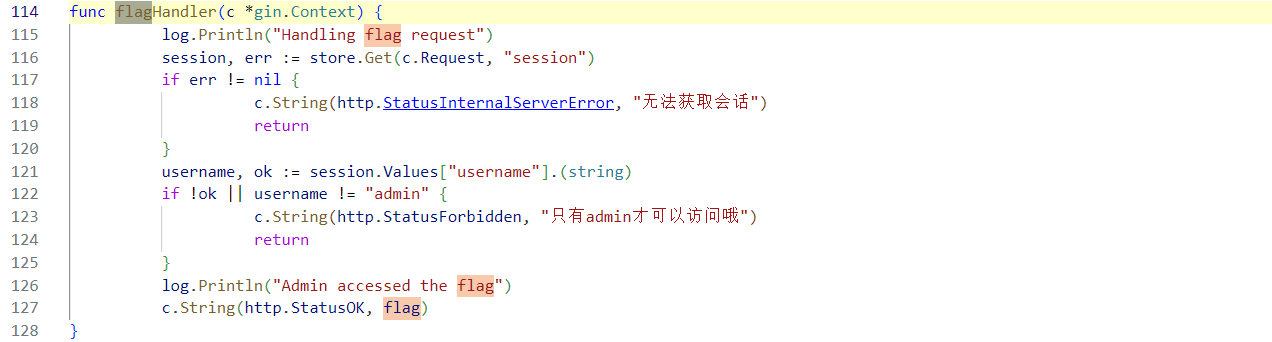 114 func flagHandler(c *gin.Context) {
115 log.Println("Handling flag request")
116 session, err := store.Get(c.Request, "session")
117 if err != nil {
118 c.String(http.StatusInternalServerError, "无法获取会话")
119 return
120 }
121 username, ok := session.Values["username"].(string)
122 if !ok || username != "admin" {
123 c.String(http.StatusForbidden, "只有admin才可以访问哦")
124 return
125 }
126 log.Println("Admin accessed the flag")
127 c.String(http.StatusOK, flag)
128 }